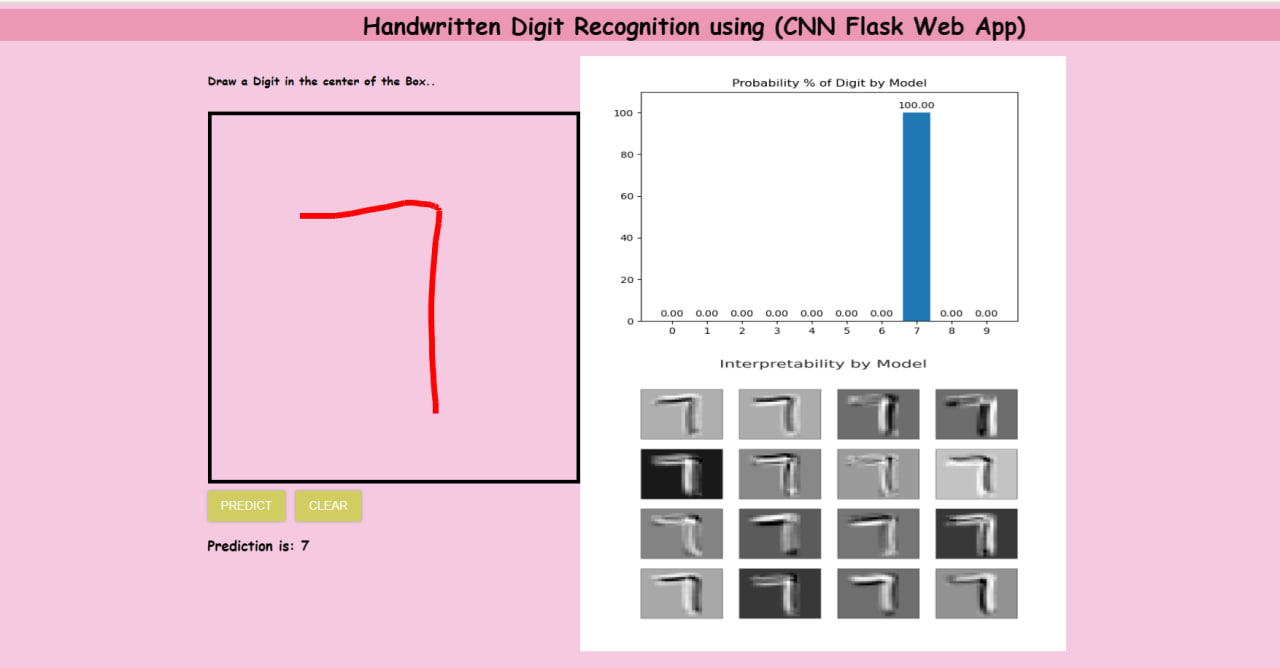 Handwritten Digit Recognition using (CNN Flask Web App)
Draw a Digit in the center of the Box..
PREDICT
CLEAR
Prediction is: 7
Probability % of Digit by Model
100
80
60
40
20
0
0.00 0.00 0.00 0.00 0.00 0.00 0.00 100.00 0.00 0.00
0 1 2 3 4 5 6 7 8 9
Interpretability by Model